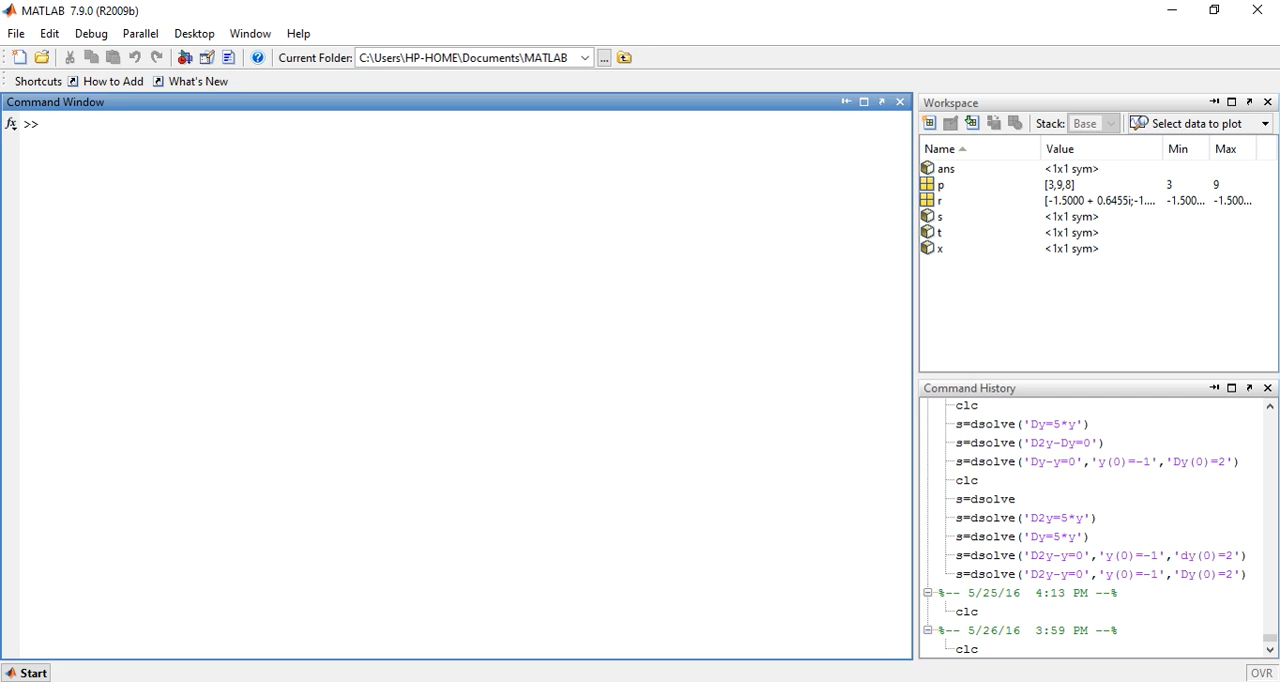 MATLAB 7.9.0 (R2009b)
File Edit Debug Parallel Desktop Window Help
Current Folder: C:\Users\HP-HOME\Documents\MATLAB ...
Shortcuts How to Add What's New
Command Window
fx >>
Workspace
Stack: Base Select data to plot
Name Value Min Max
ans <1x1 sym>
p [3,9,8] 3 9
r [-1.5000 + 0.6455i;-1.... -1.500... -1.500...
s <1x1 sym>
t <1x1 sym>
x <1x1 sym>
Command History
clc
s=dsolve('Dy=5*y')
s=dsolve('D2y-Dy=0')
s=dsolve('Dy-y=0','y(0)=-1','Dy(0)=2')
clc
s=dsolve
s=dsolve('D2y=5*y')
s=dsolve('Dy=5*y')
s=dsolve('D2y-y=0','y(0)=-1','dy(0)=2')
s=dsolve('D2y-y=0','y(0)=-1','Dy(0)=2')
%-- 5/25/16 4:13 PM --%
clc
%-- 5/26/16 3:59 PM --%
clc
Start
OVR